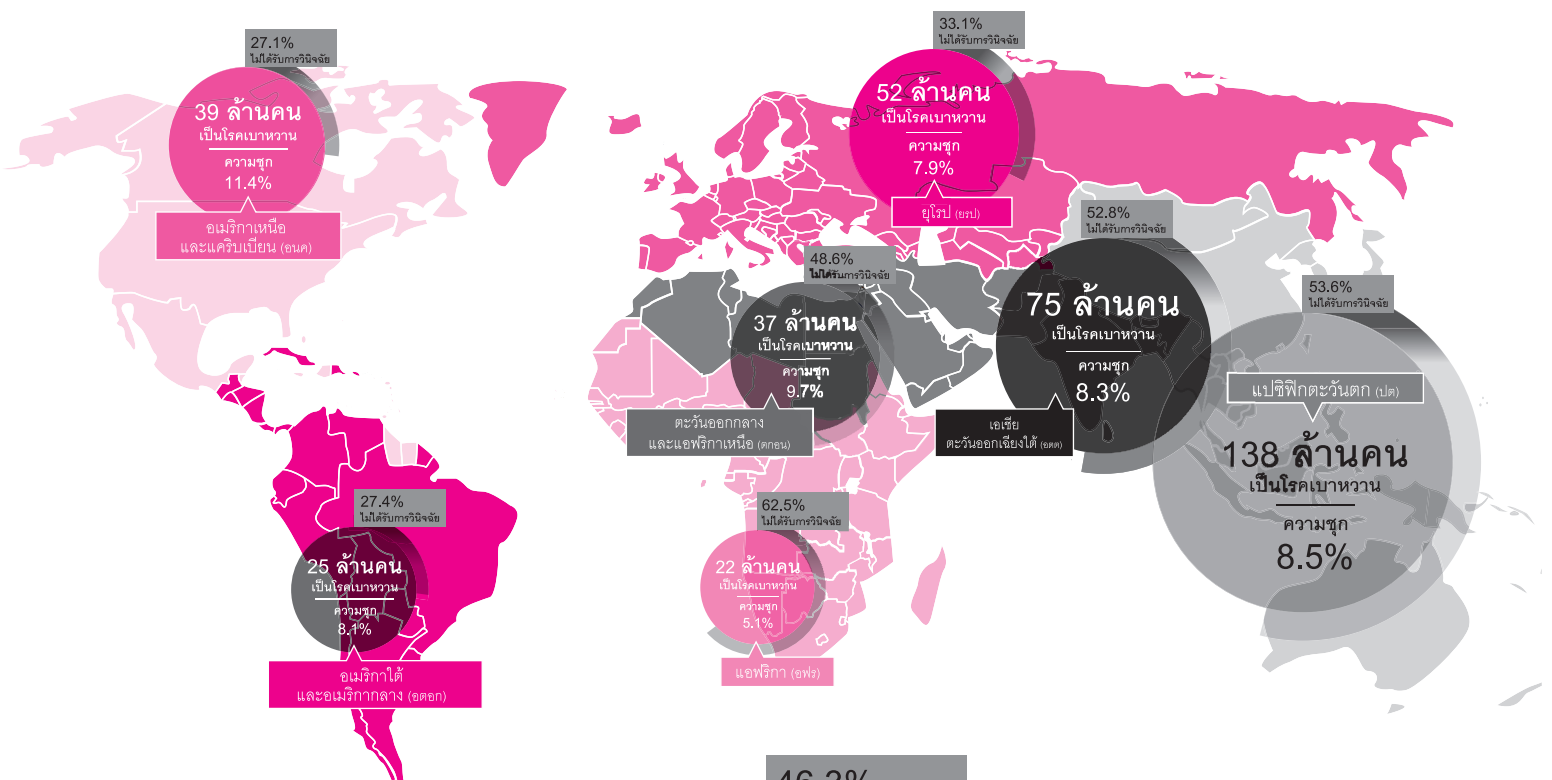 27.1%
ไม่ได้รับการวินิจฉัย
39 ล้านคน
เป็นโรคเบาหวาน
ความชุก
11.4%
อเมริกาเหนือ
และแคริบเบียน (อนค)
33.1%
ไม่ได้รับการวินิจฉัย
52 ล้านคน
เป็นโรคเบาหวาน
ความชุก
7.9%
ยุโรป (ยรป)
48.6%
ไม่ได้รับการวินิจฉัย
37 ล้านคน
เป็นโรคเบาหวาน
ความชุก
9.7%
ตะวันออกกลาง
และแอฟริกาเหนือ (ตกอน)
52.8%
ไม่ได้รับการวินิจฉัย
75 ล้านคน
เป็นโรคเบาหวาน
ความชุก
8.3%
เอเชีย
ตะวันออกเฉียงใต้ (อตต)
53.6%
ไม่ได้รับการวินิจฉัย
แปซิฟิกตะวันตก (ปต)
138 ล้านคน
เป็นโรคเบาหวาน
ความชุก
8.5%
27.4%
ไม่ได้รับการวินิจฉัย
25 ล้านคน
เป็นโรคเบาหวาน
ความชุก
8.1%
อเมริกาใต้
และอเมริกากลาง (อตอก)
62.5%
ไม่ได้รับการวินิจฉัย
22 ล้านคน
เป็นโรคเบาหวาน
ความชุก
5.1%
แอฟริกา (อฟร)
46.3%